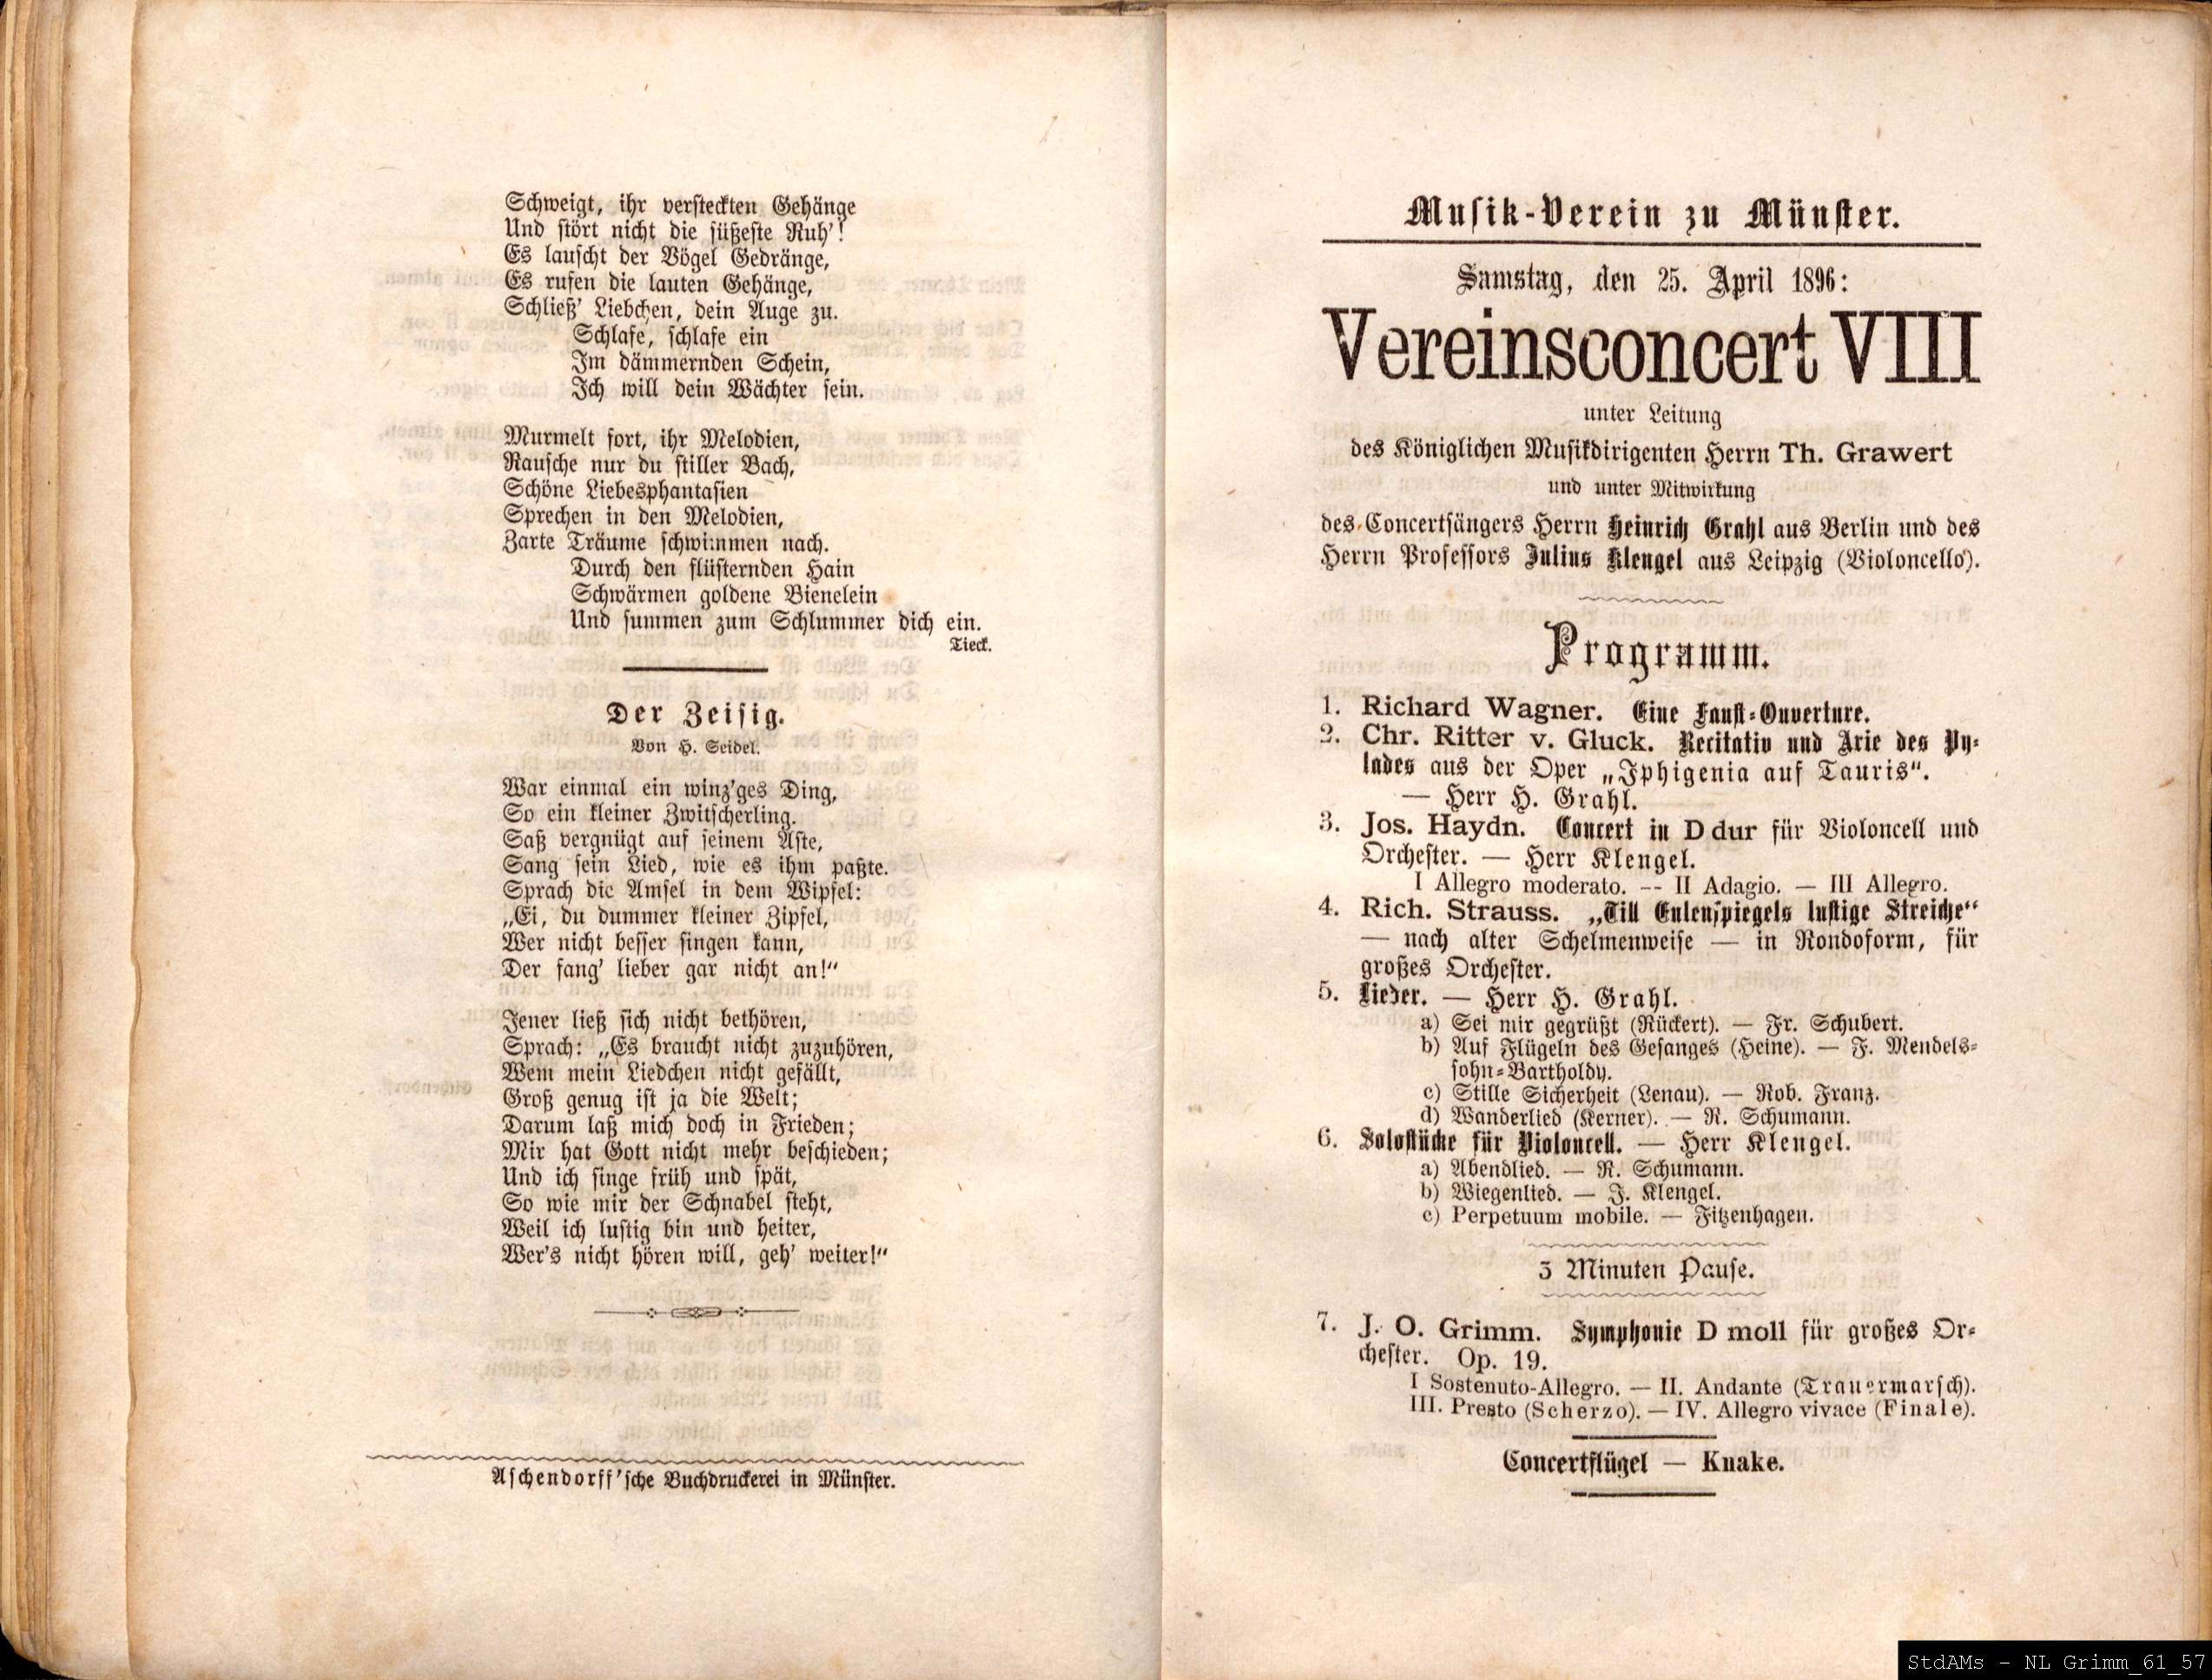 Schweigt, ihr versteckten Gehänge
Und stört nicht die süßeste Ruh'!
Es lauscht der Vögel Gedränge,
Es rufen die lauten Gehänge,
Schließ' Liebchen, dein Auge zu.
Schlafe, schlafe ein
Im dämmernden Schein,
Ich will dein Wächter sein.
Murmelt fort, ihr Melodien,
Rausche nur du stiller Bach,
Schöne Liebesphantasien
Sprechen in den Melodien,
Zarte Träume schwimmen nach.
Durch den flüsternden Hain
Schwärmen goldene Bienelein
Und summen zum Schlummer dich ein.
Tieck.
Der Zeisig.
Von H. Seidel.
War einmal ein winz'ges Ding,
So ein kleiner Zwitscherling.
Saß vergnügt auf seinem Aste,
Sang sein Lied, wie es ihm paßte.
Sprach die Amsel in dem Wipfel:
„Ei, du dummer kleiner Zipfel,
Wer nicht besser singen kann,
Der fang' lieber gar nicht an!“
Jener ließ sich nicht bethören,
Sprach: „Es braucht nicht zuzuhören,
Wem mein Liedchen nicht gefällt,
Groß genug ist ja die Welt;
Darum laß mich doch in Frieden;
Mir hat Gott nicht mehr beschieden;
Und ich singe früh und spät,
So wie mir der Schnabel steht,
Weil ich lustig bin und heiter,
Wer's nicht hören will, geh' weiter!“
Aschendorff'sche Buchdruckerei in Münster.
Musik-Verein zu Münster.
Samstag, den 25. April 1896:
Vereinsconcert VIII
unter Leitung
des Königlichen Musikdirigenten Herrn Th. Grawert
und unter Mitwirkung
des Concertsängers Herrn Heinrich Grahl aus Berlin und des
Herrn Professors Julius Klengel aus Leipzig (Violoncello).
Programm.
1. Richard Wagner. Eine Faust-Ouverture.
2. Chr. Ritter v. Gluck. Recitativ und Arie des Py-
lades aus der Oper „Iphigenia auf Tauris“.
— Herr H. Grahl.
3. Jos. Haydn. Concert in D dur für Violoncell und
Orchester. — Herr Klengel.
I Allegro moderato. -- II Adagio. — III Allegro.
4. Rich. Strauss. „Till Eulenspiegels lustige Streiche“
— nach alter Schelmenweise — in Rondoform, für
großes Orchester.
5. Lieder. — Herr H. Grahl.
a) Sei mir gegrüßt (Rückert). — Fr. Schubert.
b) Auf Flügeln des Gesanges (Heine). — F. Mendels-
sohn-Bartholdy.
c) Stille Sicherheit (Lenau). — Rob. Franz.
d) Wanderlied (Kerner). — R. Schumann.
6. Solostücke für Violoncell. — Herr Klengel.
a) Abendlied. — R. Schumann.
b) Wiegenlied. — J. Klengel.
c) Perpetuum mobile. — Fitzenhagen.
5 Minuten Pause.
7. J. O. Grimm. Symphonie D moll für großes Or-
chester. Op. 19.
I Sostenuto-Allegro. — II. Andante (Trauermarsch).
III. Presto (Scherzo). — IV. Allegro vivace (Finale).
Concertflügel — Knake.
StdAMs - NL Grimm_61_57